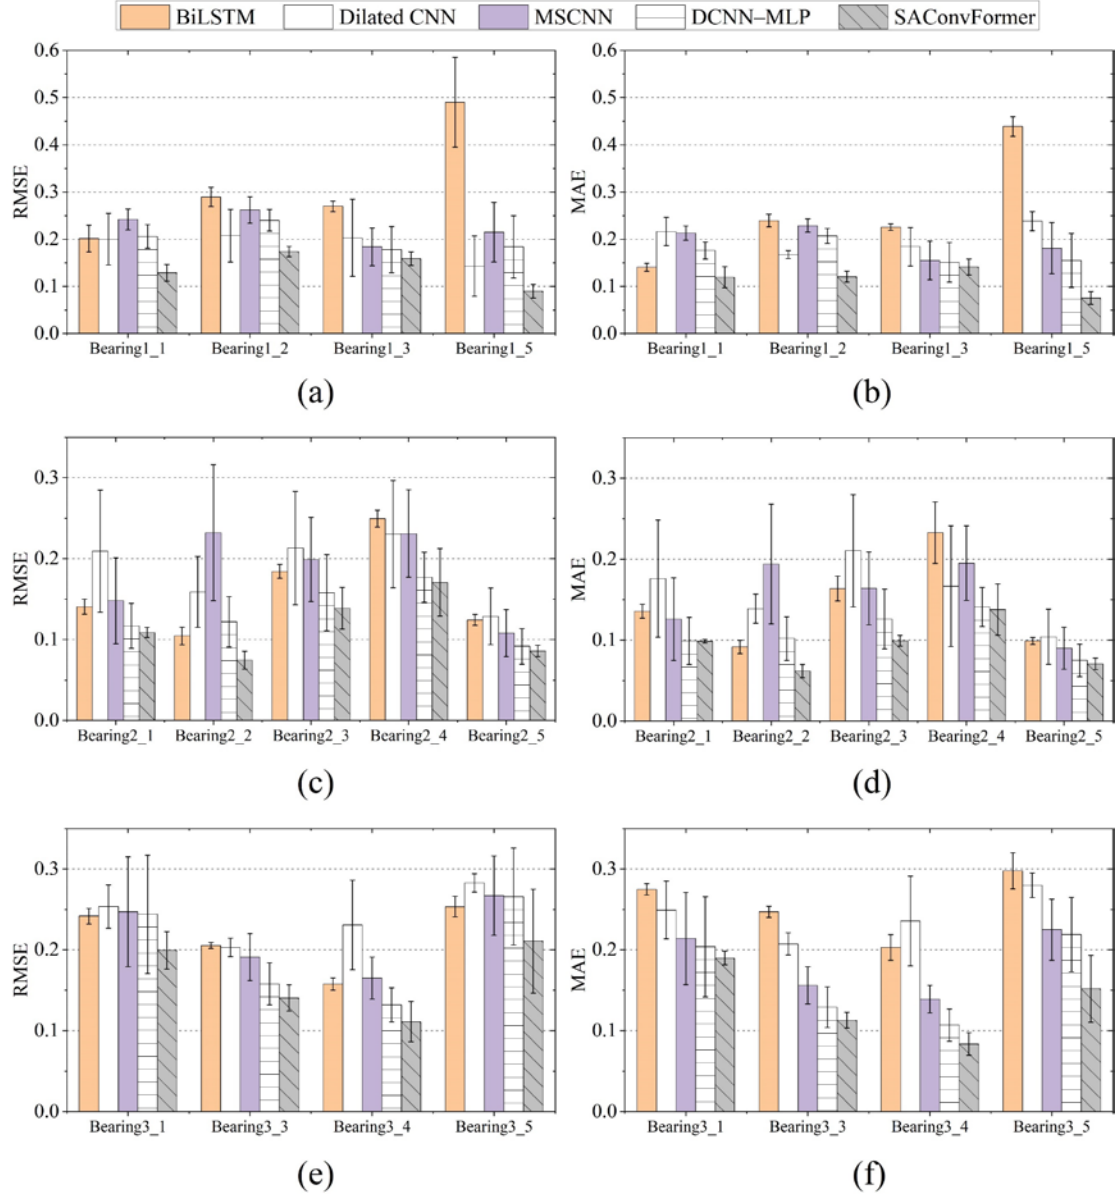 BiLSTM Dilated CNN MSCNN DCNN–MLP SAConvFormer
0.6
0.5
0.4
0.3
0.2
0.1
0.0
RMSE
Bearing1_1 Bearing1_2 Bearing1_3 Bearing1_5
(a)
0.6
0.5
0.4
0.3
0.2
0.1
0.0
MAE
Bearing1_1 Bearing1_2 Bearing1_3 Bearing1_5
(b)
0.3
0.2
0.1
0.0
RMSE
Bearing2_1 Bearing2_2 Bearing2_3 Bearing2_4 Bearing2_5
(c)
0.3
0.2
0.1
0.0
MAE
Bearing2_1 Bearing2_2 Bearing2_3 Bearing2_4 Bearing2_5
(d)
0.3
0.2
0.1
0.0
RMSE
Bearing3_1 Bearing3_3 Bearing3_4 Bearing3_5
(e)
0.3
0.2
0.1
0.0
MAE
Bearing3_1 Bearing3_3 Bearing3_4 Bearing3_5
(f)